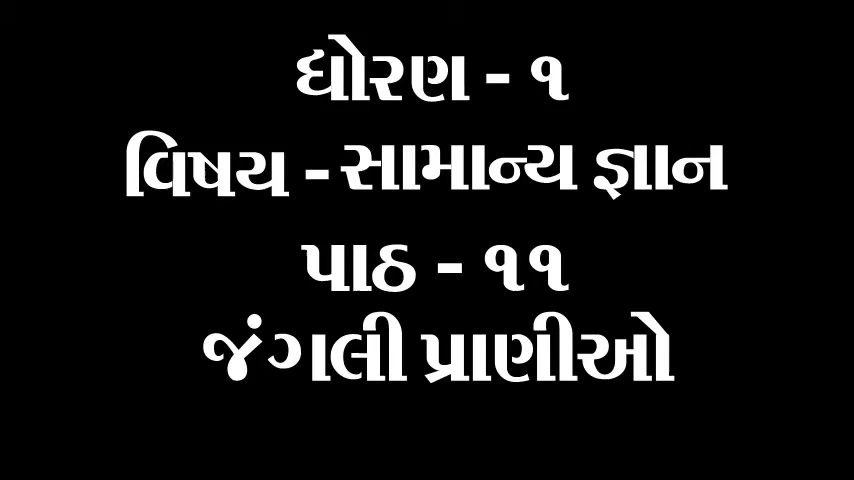 ધોરણ - ૧
વિષય - સામાન્ય જ્ઞાન
પાઠ - ૧૧
જંગલી પ્રાણીઓ